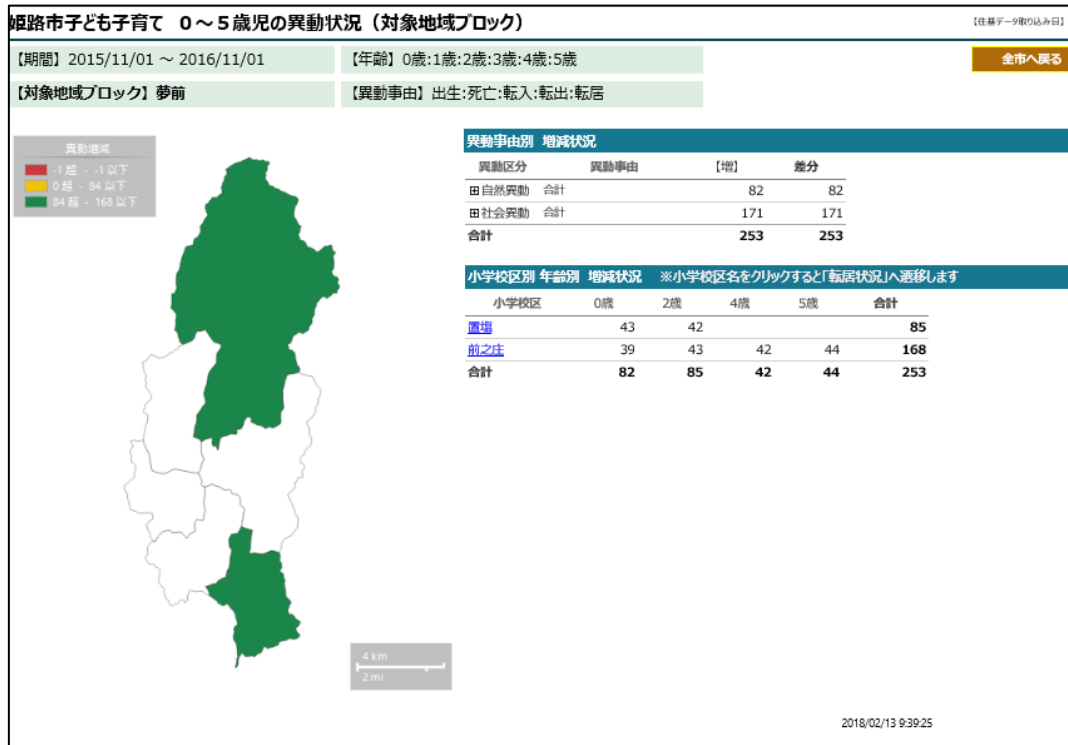 姫路市子ども子育て 0～5歳児の異動状況（対象地域ブロック）
【住基データ取り込み日】
【期間】2015/11/01 ～ 2016/11/01
【年齢】0歳:1歳:2歳:3歳:4歳:5歳
全市へ戻る
【対象地域ブロック】夢前
【異動事由】出生:死亡:転入:転出:転居
異動増減
-1 超 - -1 以下
0 超 - 84 以下
84 超 - 168 以下
4 km
2 mi
異動事由別 増減状況
異動区分 異動事由 【増】 差分
自然異動 合計 82 82
社会異動 合計 171 171
合計 253 253
小学校区別 年齢別 増減状況 ※小学校区名をクリックすると「転居状況」へ遷移します
小学校区 0歳 2歳 4歳 5歳 合計
置塩 43 42 85
前之庄 39 43 42 44 168
合計 82 85 42 44 253
2018/02/13 9:39:25